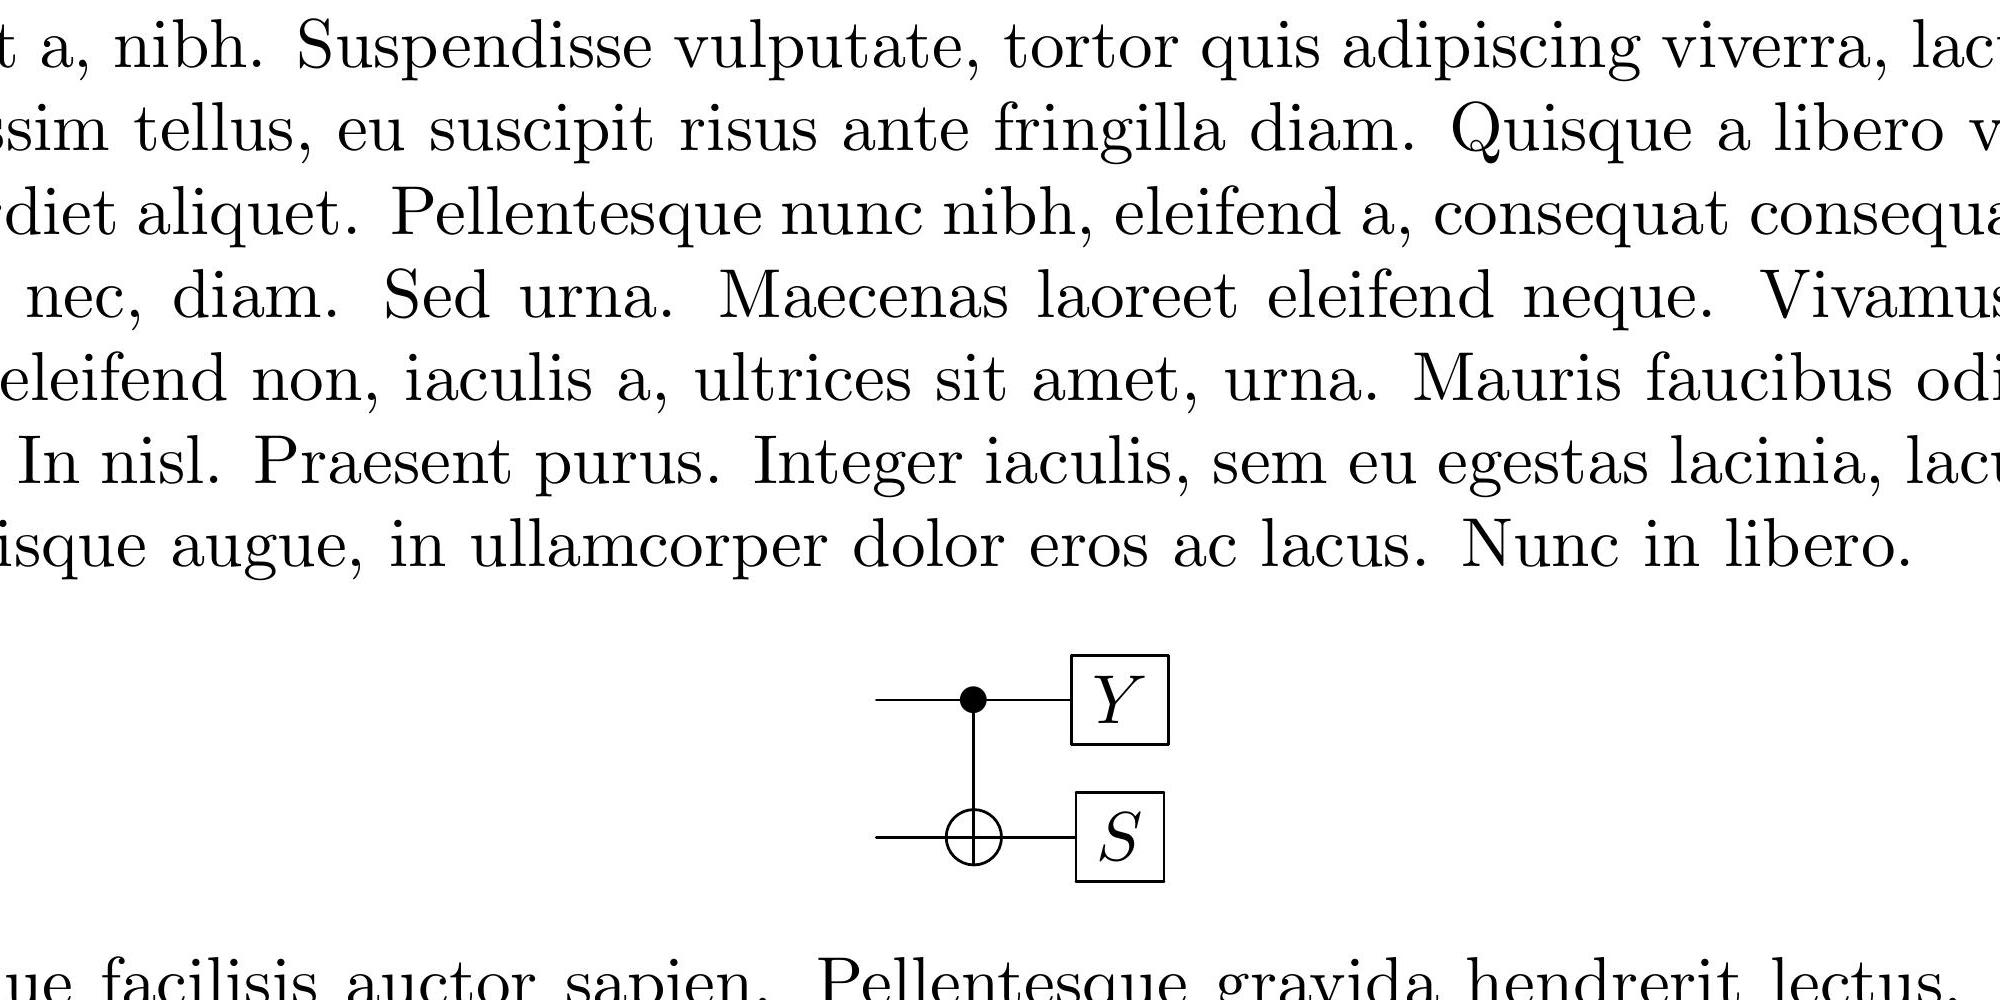 t a, nibh. Suspendisse vulputate, tortor quis adipiscing viverra, lac
ssim tellus, eu suscipit risus ante fringilla diam. Quisque a libero v
diet aliquet. Pellentesque nunc nibh, eleifend a, consequat consequa
nec, diam. Sed urna. Maecenas laoreet eleifend neque. Vivamus
eleifend non, iaculis a, ultrices sit amet, urna. Mauris faucibus odi
In nisl. Praesent purus. Integer iaculis, sem eu egestas lacinia, lacu
isque augue, in ullamcorper dolor eros ac lacus. Nunc in libero.
Y
S
ue facilisis auctor sapien. Pellentesque gravida hendrerit lectus.